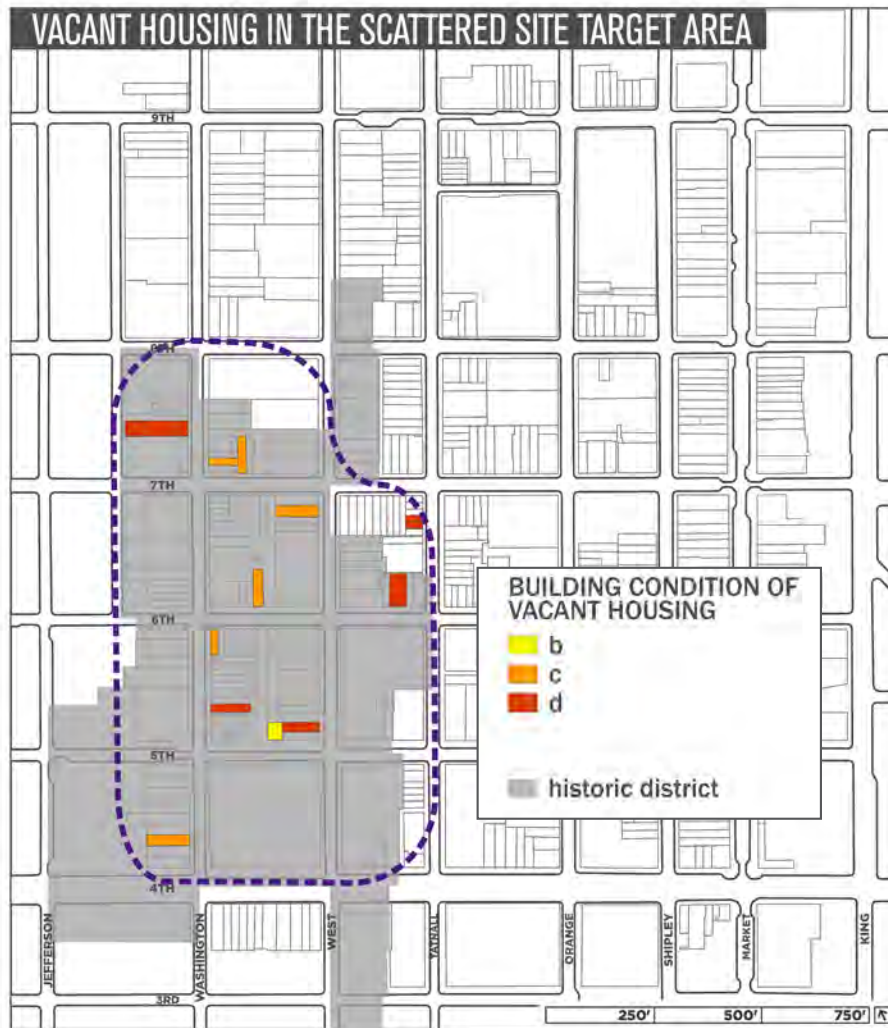 VACANT HOUSING IN THE SCATTERED SITE TARGET AREA
9TH
7TH
6TH
BUILDING CONDITION OF
VACANT HOUSING
b
c
d
historic district
5TH
4TH
JEFFERSON
WASHINGTON
WEST
TATNALL
ORANGE
SHIPLEY
MARKET
KING
3RD
250' 500' 750'